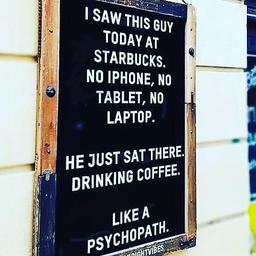 I SAW THIS GUY
TODAY AT
STARBUCKS.
NO IPHONE, NO
TABLET, NO
LAPTOP.
HE JUST SAT THERE.
DRINKING COFFEE.
LIKE A
PSYCHOPATH.